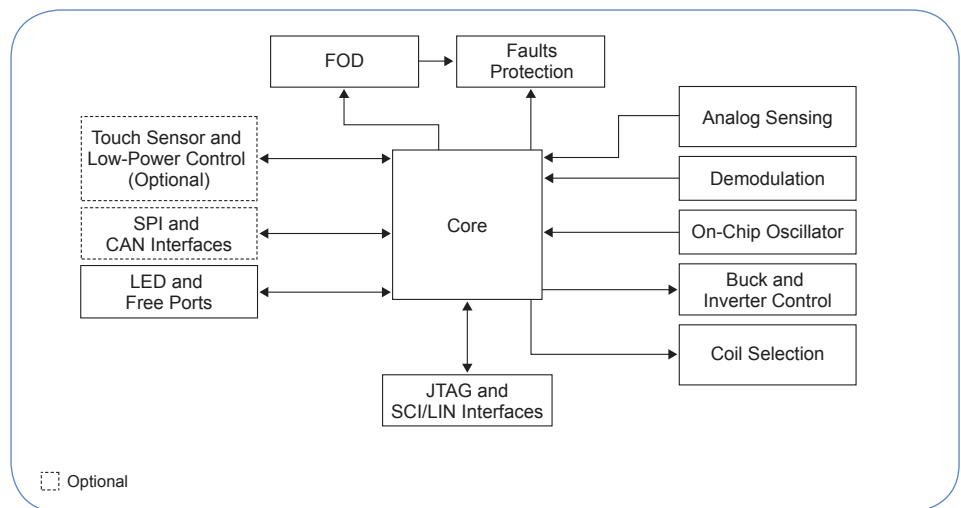 FOD
Faults
Protection
Touch Sensor and
Low-Power Control
(Optional)
Analog Sensing
Demodulation
SPI and
CAN Interfaces
Core
On-Chip Oscillator
LED and
Free Ports
Buck and
Inverter Control
Coil Selection
JTAG and
SCI/LIN Interfaces
Optional